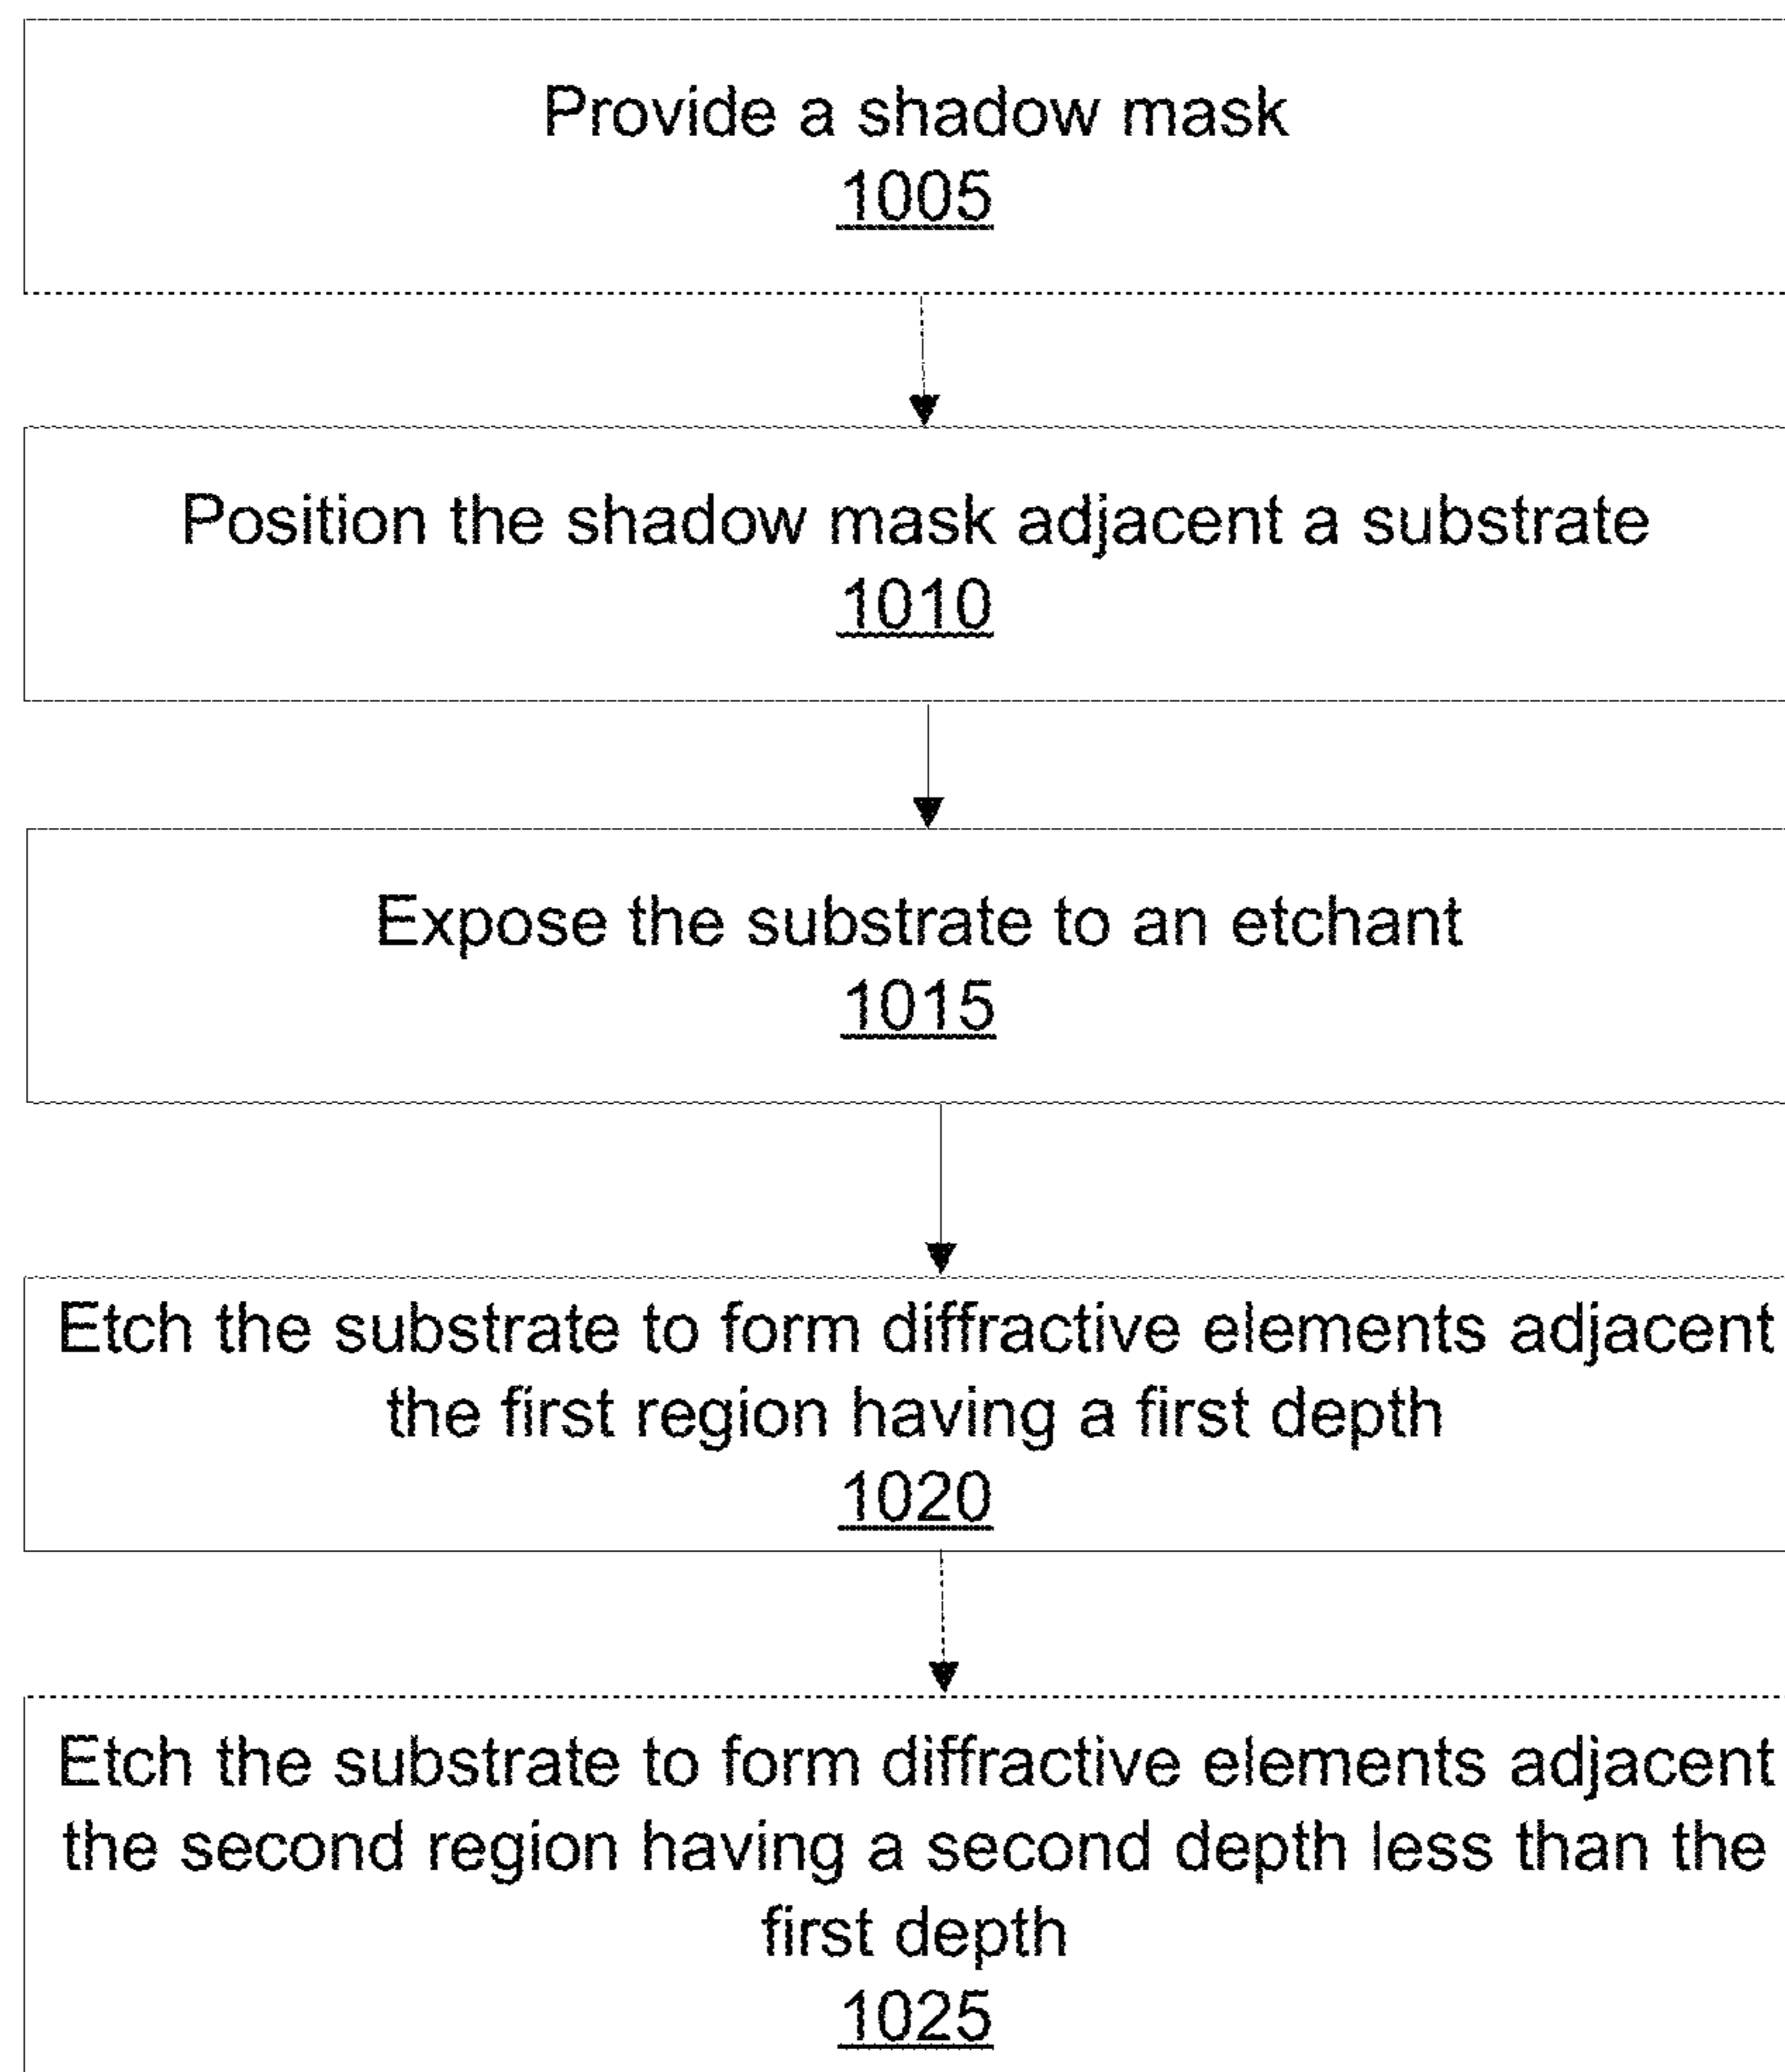 Provide a shadow mask
1005
Position the shadow mask adjacent a substrate
1010
Expose the substrate to an etchant
1015
Etch the substrate to form diffractive elements adjacent
the first region having a first depth
1020
Etch the substrate to form diffractive elements adjacent
the second region having a second depth less than the
first depth
1025